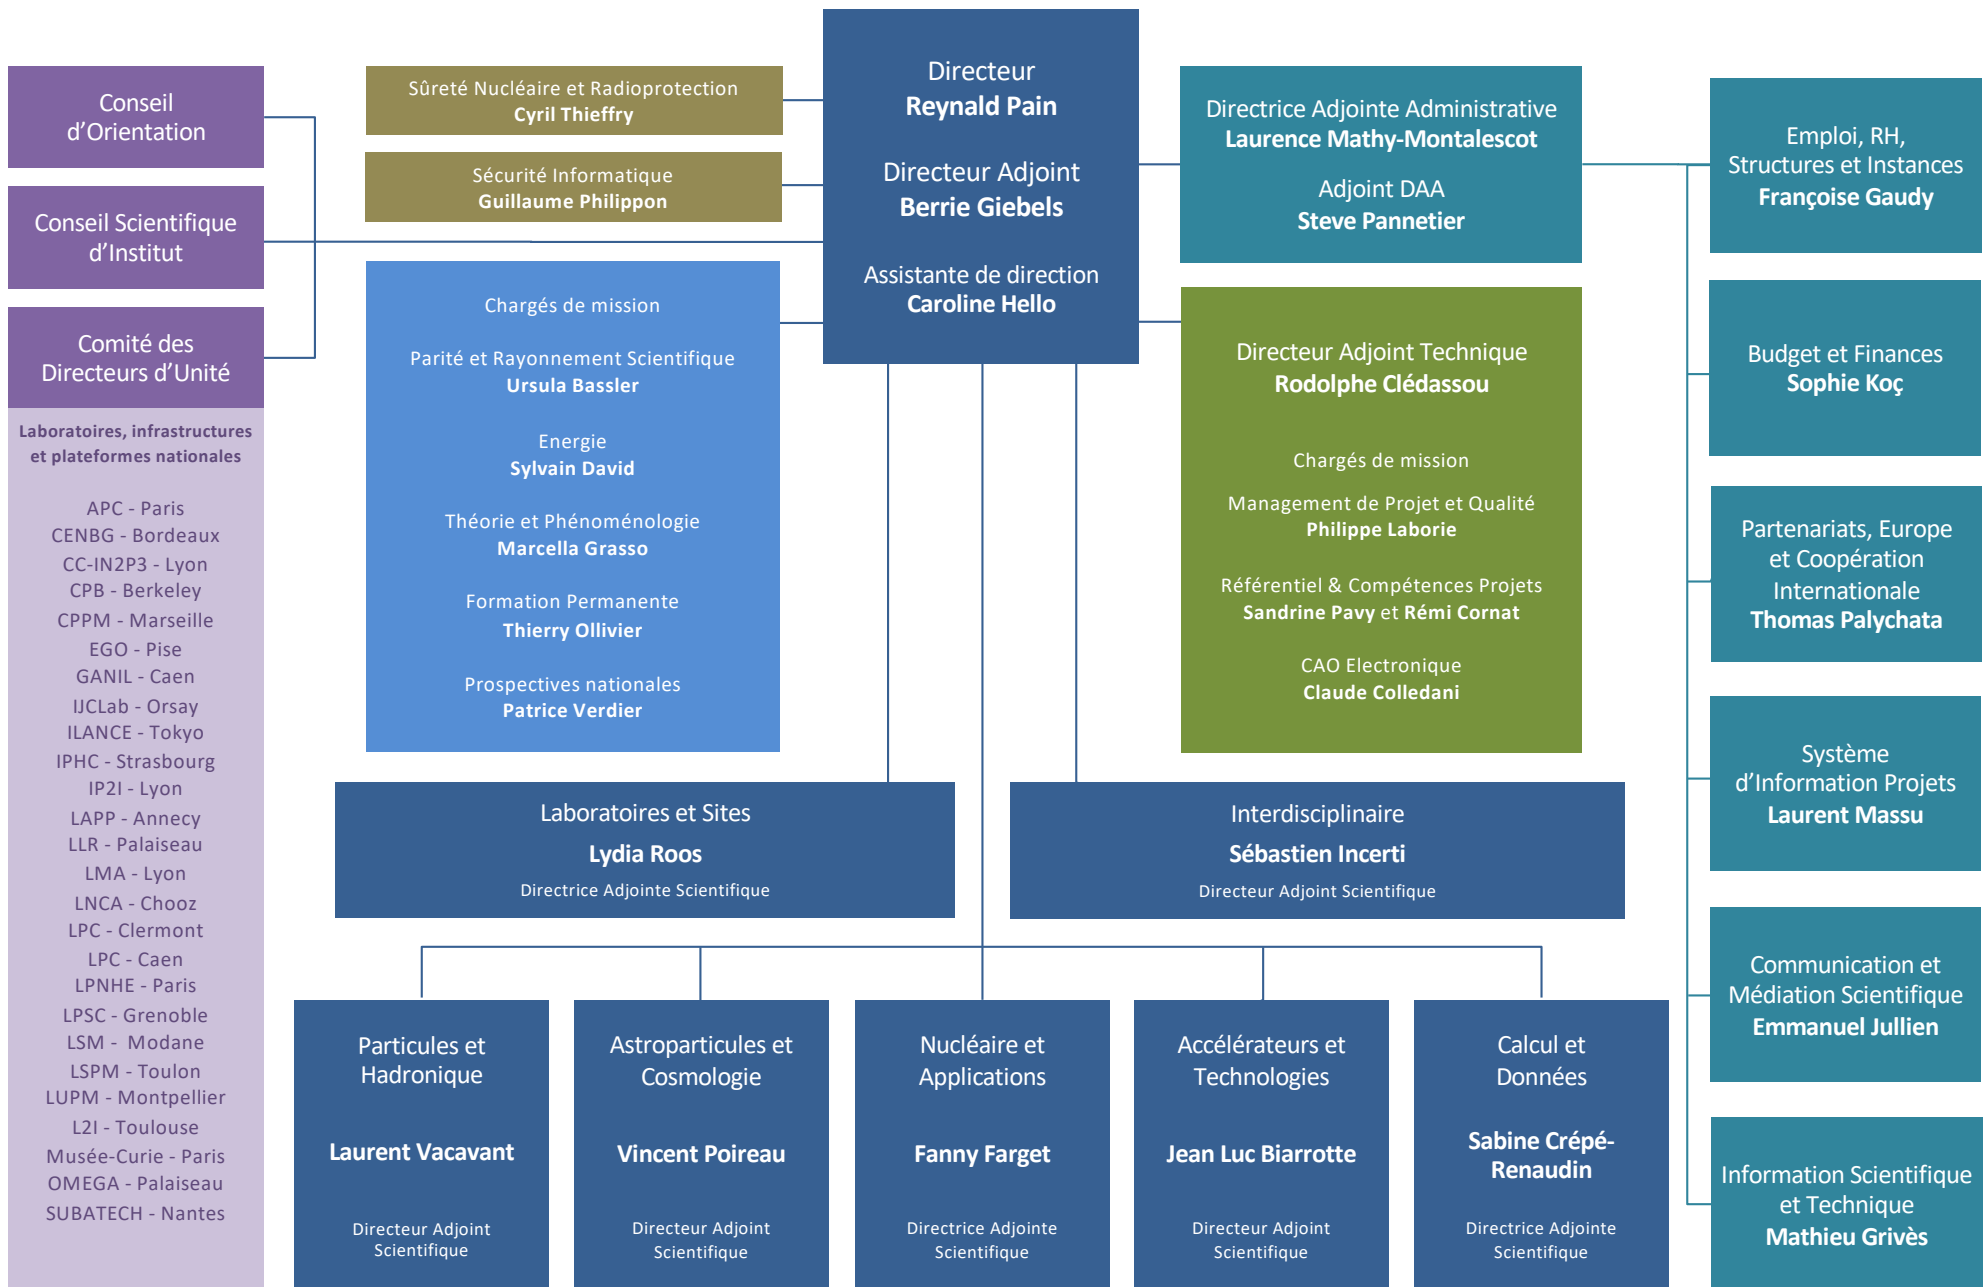 Conseil
d’Orientation
Conseil Scientifique
d’Institut
Comité des
Directeurs d’Unité
Laboratoires, infrastructures
et plateformes nationales
APC - Paris
CENBG - Bordeaux
CC-IN2P3 - Lyon
CPB - Berkeley
CPPM - Marseille
EGO - Pise
GANIL - Caen
IJCLab - Orsay
ILANCE - Tokyo
IPHC - Strasbourg
IP2I - Lyon
LAPP - Annecy
LLR - Palaiseau
LMA - Lyon
LNCA - Chooz
LPC - Clermont
LPC - Caen
LPNHE - Paris
LPSC - Grenoble
LSM - Modane
LSPM - Toulon
LUPM - Montpellier
L2I - Toulouse
Musée-Curie - Paris
OMEGA - Palaiseau
SUBATECH - Nantes
Sûreté Nucléaire et Radioprotection
Cyril Thieffry
Sécurité Informatique
Guillaume Philippon
Chargés de mission
Parité et Rayonnement Scientifique
Ursula Bassler
Energie
Sylvain David
Théorie et Phénoménologie
Marcella Grasso
Formation Permanente
Thierry Ollivier
Prospectives nationales
Patrice Verdier
Directeur
Reynald Pain
Directeur Adjoint
Berrie Giebels
Assistante de direction
Caroline Hello
Directrice Adjointe Administrative
Laurence Mathy-Montalescot
Adjoint DAA
Steve Pannetier
Directeur Adjoint Technique
Rodolphe Clédassou
Chargés de mission
Management de Projet et Qualité
Philippe Laborie
Référentiel & Compétences Projets
Sandrine Pavy et Rémi Cornat
CAO Electronique
Claude Colledani
Emploi, RH,
Structures et Instances
Françoise Gaudy
Budget et Finances
Sophie Koç
Partenariats, Europe
et Coopération
Internationale
Thomas Palychata
Système
d’Information Projets
Laurent Massu
Communication et
Médiation Scientifique
Emmanuel Jullien
Information Scientifique
et Technique
Mathieu Grivès
Laboratoires et Sites
Lydia Roos
Directrice Adjointe Scientifique
Interdisciplinaire
Sébastien Incerti
Directeur Adjoint Scientifique
Particules et
Hadronique
Laurent Vacavant
Directeur Adjoint
Scientifique
Astroparticules et
Cosmologie
Vincent Poireau
Directeur Adjoint
Scientifique
Nucléaire et
Applications
Fanny Farget
Directrice Adjointe
Scientifique
Accélérateurs et
Technologies
Jean Luc Biarrotte
Directeur Adjoint
Scientifique
Calcul et
Données
Sabine Crépé-
Renaudin
Directrice Adjointe
Scientifique